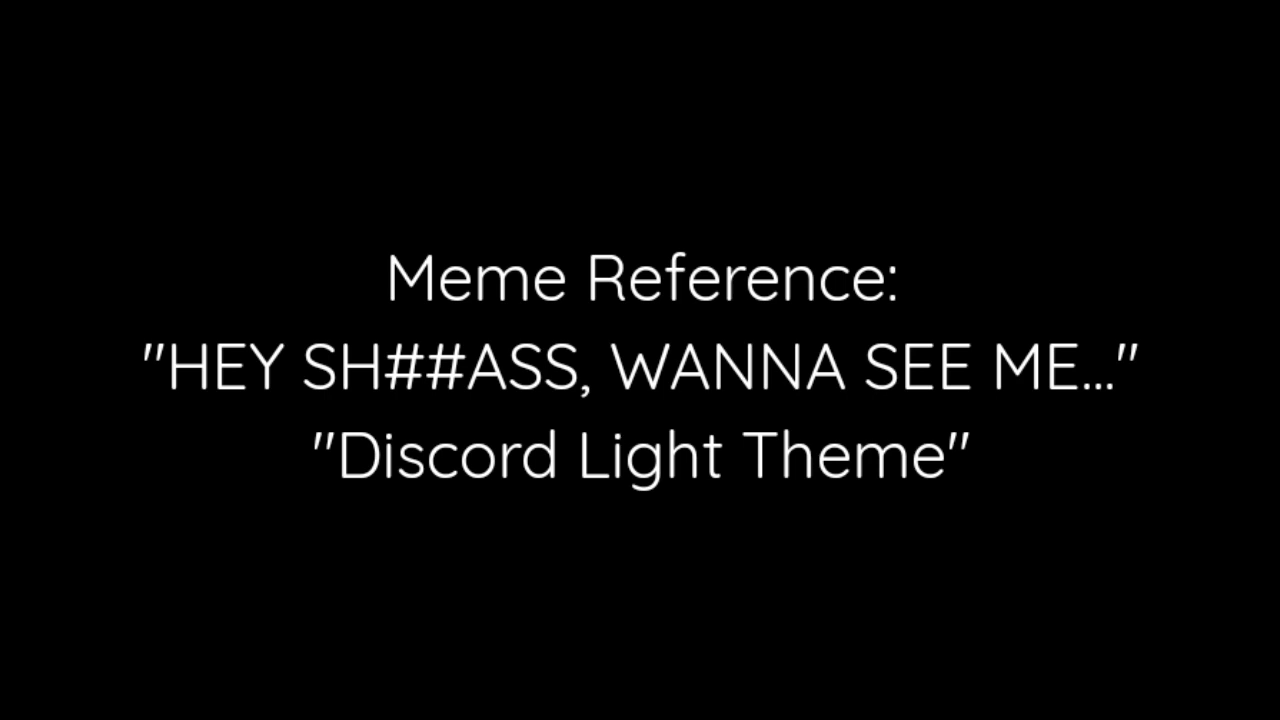 Meme Reference:
"HEY SH##ASS, WANNA SEE ME..."
"Discord Light Theme"